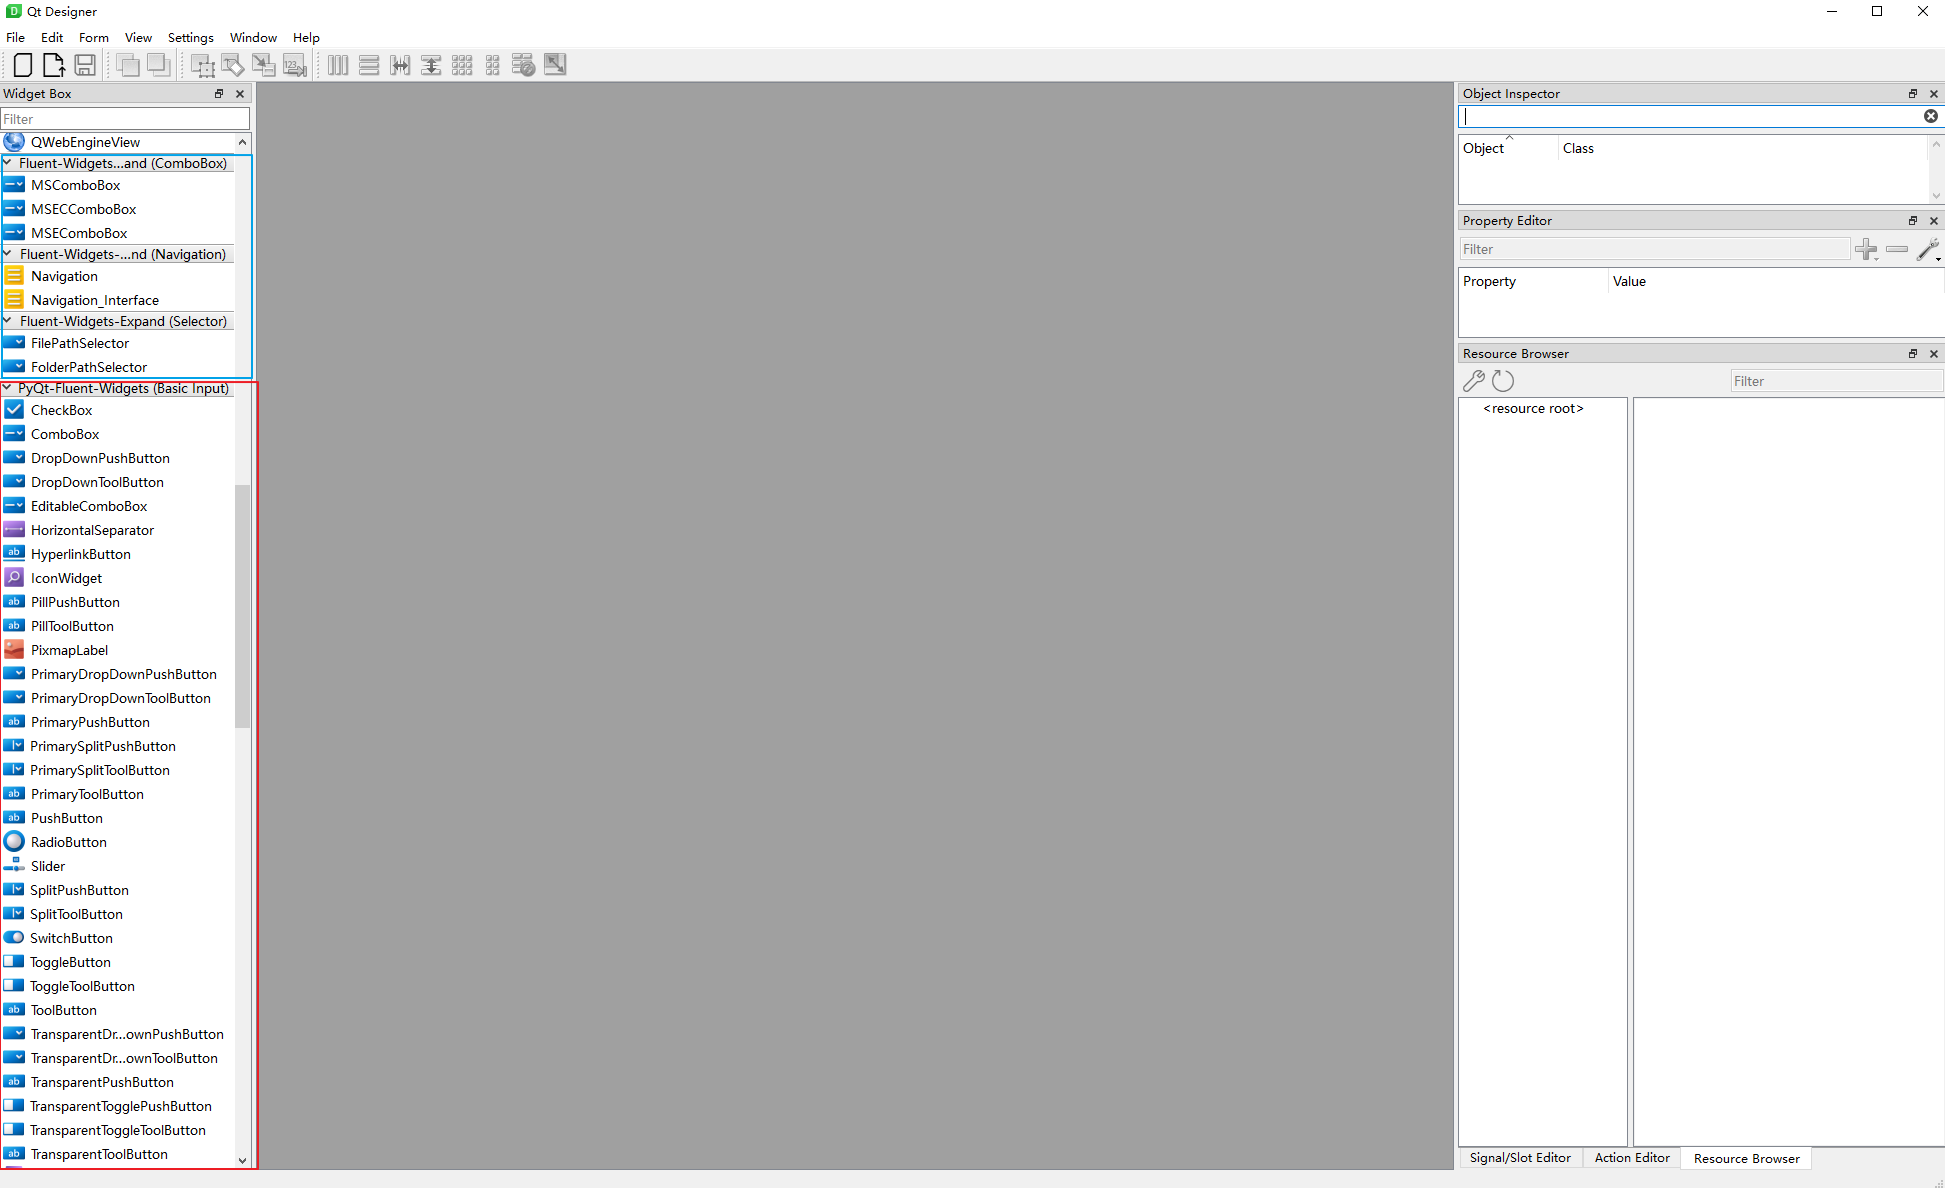 Qt Designer
File Edit Form View Settings Window Help
Widget Box
Filter
QWebEngineView
Fluent-Widgets...and (ComboBox)
MSComboBox
MSECComboBox
MSEComboBox
Fluent-Widgets-...nd (Navigation)
Navigation
Navigation_Interface
Fluent-Widgets-Expand (Selector)
FilePathSelector
FolderPathSelector
PyQt-Fluent-Widgets (Basic Input)
CheckBox
ComboBox
DropDownPushButton
DropDownToolButton
EditableComboBox
HorizontalSeparator
HyperlinkButton
IconWidget
PillPushButton
PillToolButton
PixmapLabel
PrimaryDropDownPushButton
PrimaryDropDownToolButton
PrimaryPushButton
PrimarySplitPushButton
PrimarySplitToolButton
PrimaryToolButton
PushButton
RadioButton
Slider
SplitPushButton
SplitToolButton
SwitchButton
ToggleButton
ToggleToolButton
ToolButton
TransparentDr...ownPushButton
TransparentDr...ownToolButton
TransparentPushButton
TransparentTogglePushButton
TransparentToggleToolButton
TransparentToolButton
Object Inspector
Object Class
Property Editor
Filter
Property Value
Resource Browser
Filter
<resource root>
Signal/Slot Editor Action Editor Resource Browser